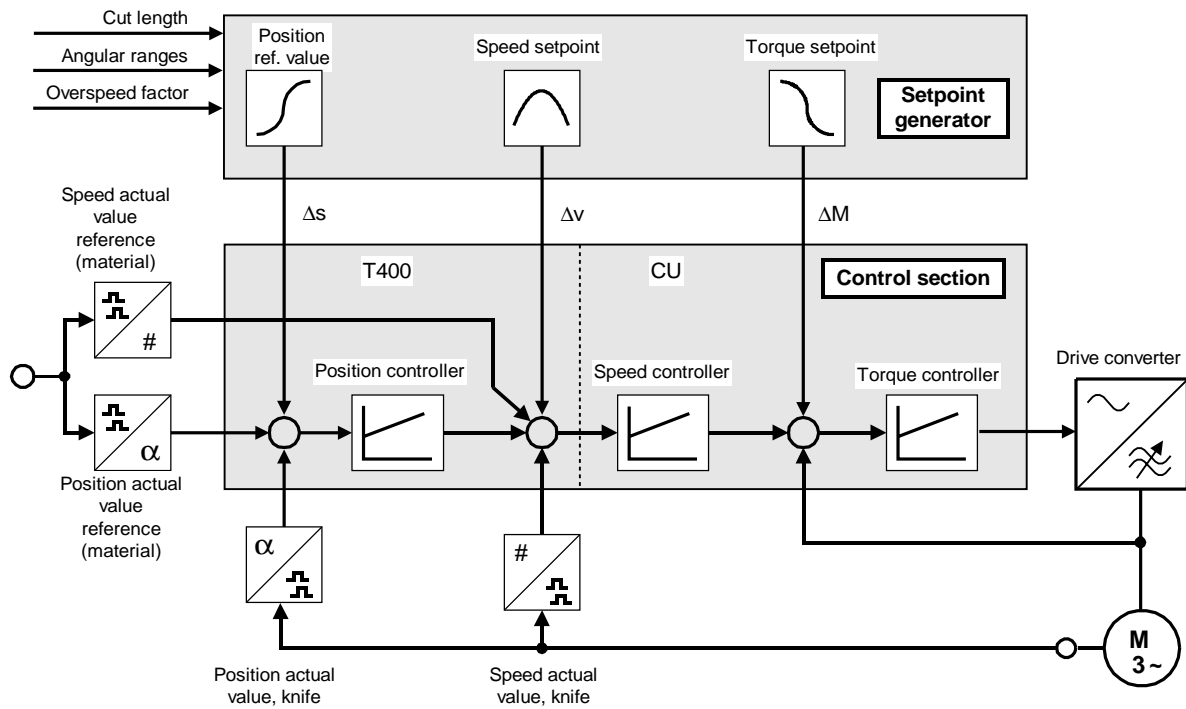 Cut length
Angular ranges
Overspeed factor
Position
ref. value
Speed setpoint
Torque setpoint
Setpoint
generator
Speed actual
value
reference
(material)
Δs
Δv
ΔM
T400
CU
Control section
#
Position controller
Speed controller
Torque controller
Drive converter
α
Position actual
value
reference
(material)
α
#
M
3~
Position actual
value, knife
Speed actual
value, knife